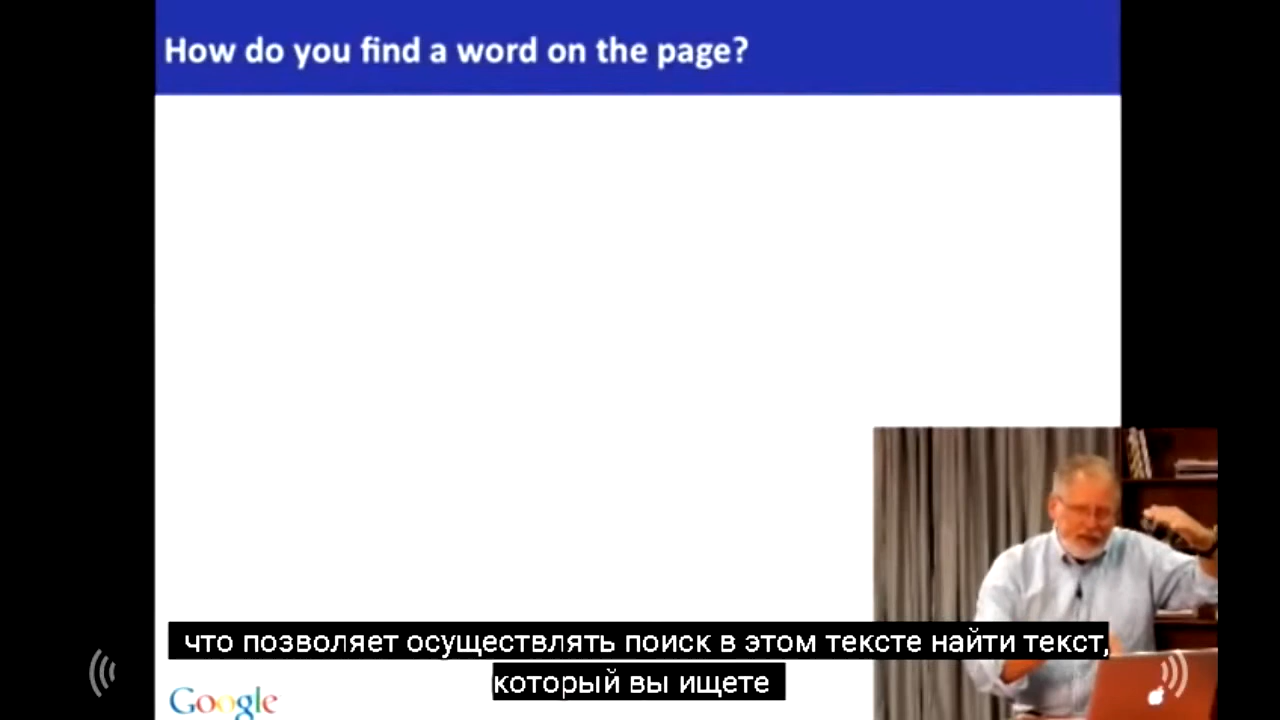 How do you find a word on the page?
что позволяет осуществлять поиск в этом тексте найти текст,
который вы ищете
Google